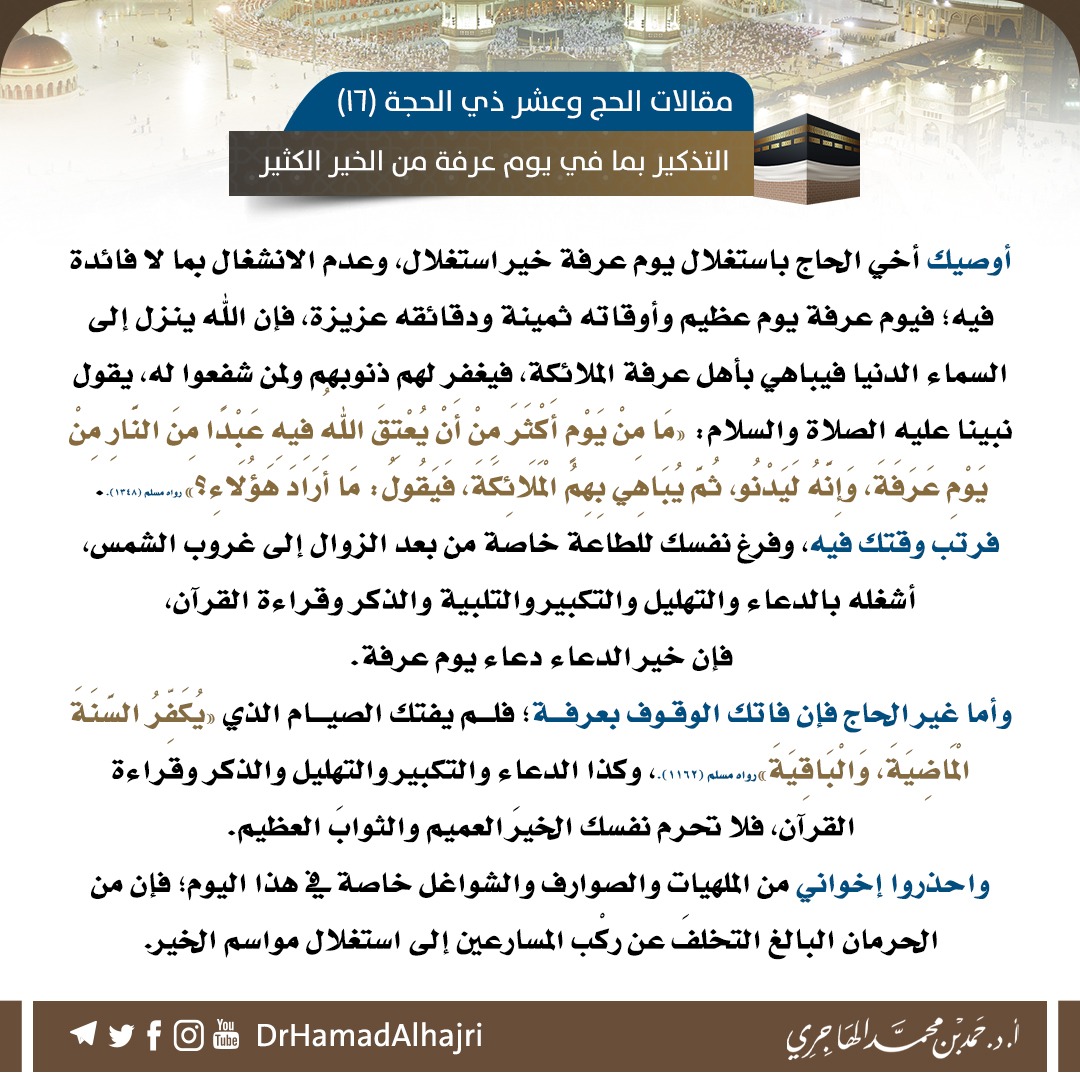 مقالات الحج وعشر ذي الحجة (١٦)
التذكير بما في يوم عرفة من الخير الكثير
أوصيك أخي الحاج باستغلال يوم عرفة خير استغلال، وعدم الانشغال بما لا فائدة
فيه؛ فيوم عرفة يوم عظيم وأوقاته ثمينة ودقائقه عزيزة، فإن الله ينزل إلى
السماء الدنيا فيباهي بأهل عرفة الملائكة، فيغفر لهم ذنوبهم ولمن شفعوا له، يقول
نبينا عليه الصلاة والسلام: «مَا مِنْ يَوْمٍ أَكْثَرَ مِنْ أَنْ يُعْتِقَ اللهُ فِيهِ عَبْدًا مِنَ النَّارِ مِنْ
يَوْمِ عَرَفَةَ، وَإِنَّهُ لَيَدْنُو، ثُمَّ يُبَاهِي بِهِمُ الْمَلَائِكَةَ، فَيَقُولُ: مَا أَرَادَ هَؤُلَاءِ؟» رواه مسلم (١٣٤٨).
فرتب وقتك فيه، وفرغ نفسك للطاعة خاصة من بعد الزوال إلى غروب الشمس،
أشغله بالدعاء والتهليل والتكبير والتلبية والذكر وقراءة القرآن،
فإن خير الدعاء دعاء يوم عرفة.
وأما غير الحاج فإن فاتك الوقوف بعرفة؛ فلم يفتك الصيام الذي «يُكَفِّرُ السَّنَةَ
الْمَاضِيَةَ، وَالْبَاقِيَةَ» رواه مسلم (١١٦٢).، وكذا الدعاء والتكبير والتهليل والذكر وقراءة
القرآن، فلا تحرم نفسك الخيرَ العميم والثوابَ العظيم.
واحذروا إخواني من الملهيات والصوارف والشواغل خاصة في هذا اليوم؛ فإن من
الحرمان البالغ التخلفَ عن ركْب المسارعين إلى استغلال مواسم الخير.
أ.د. حَمَد بْن مُحَمَّد الهَاجِرِي
You Tube DrHamadAlhajri